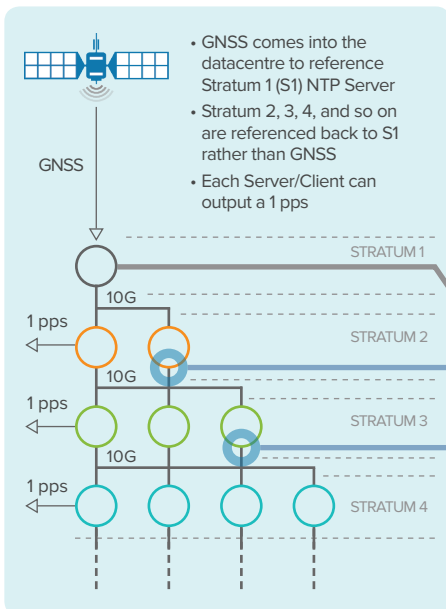 • GNSS comes into the
datacentre to reference
Stratum 1 (S1) NTP Server
• Stratum 2, 3, 4, and so on
are referenced back to S1
rather than GNSS
• Each Server/Client can
output a 1 pps
GNSS
STRATUM 1
10G
1 pps
STRATUM 2
10G
1 pps
STRATUM 3
10G
1 pps
STRATUM 4